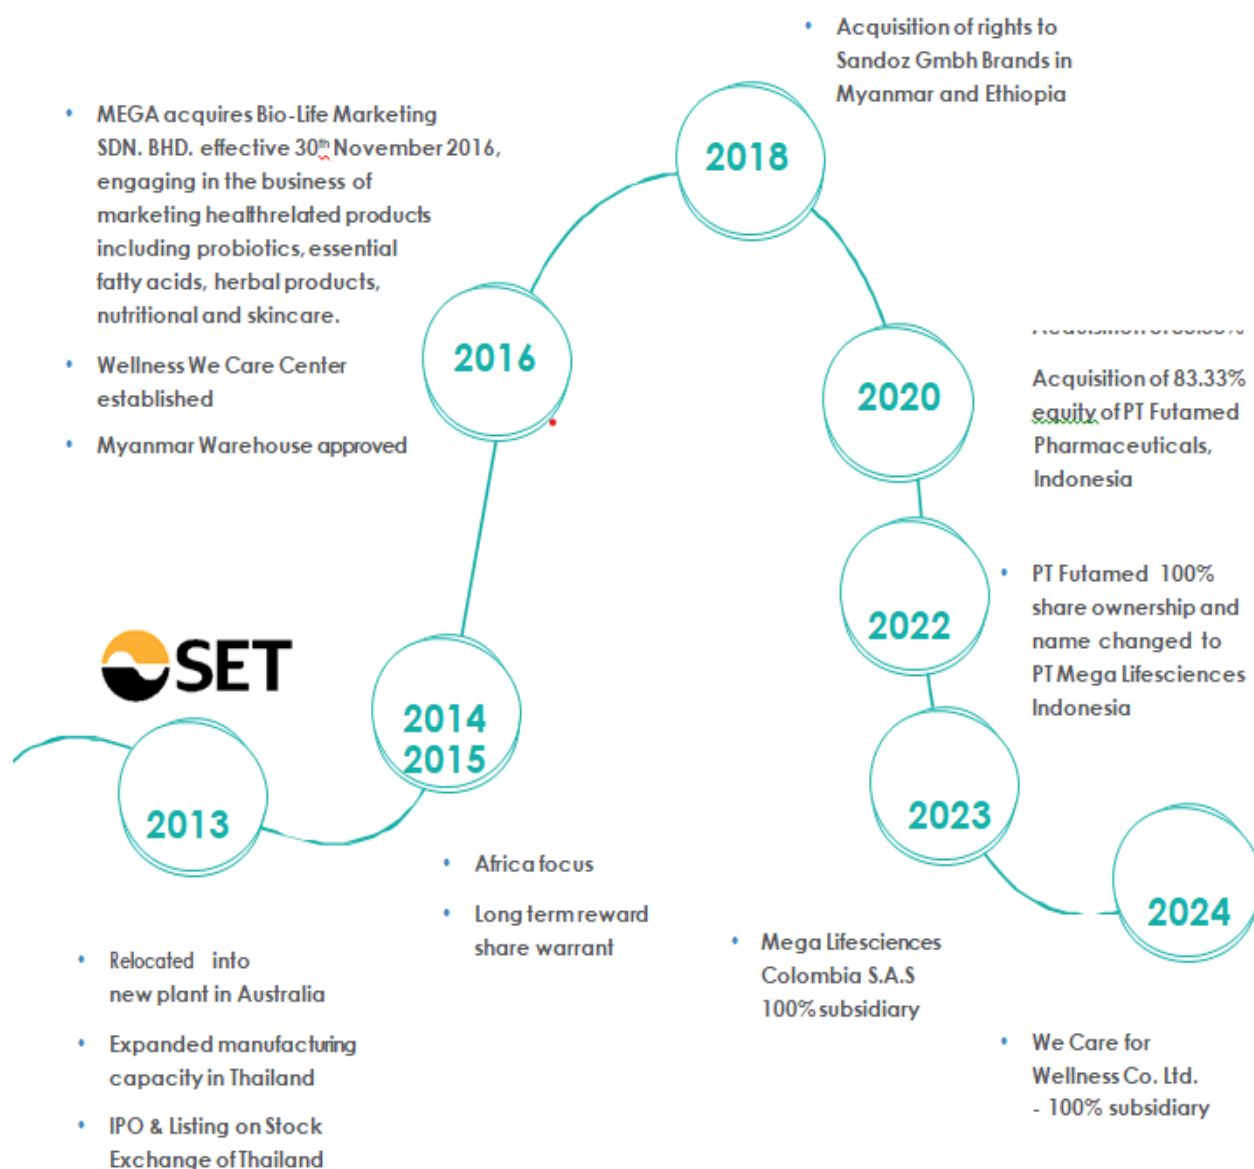 Acquisition of rights to
Sandoz Gmbh Brands in
Myanmar and Ethiopia
2018
MEGA acquires Bio-Life Marketing
SDN. BHD. effective 30th November 2016,
engaging in the business of
marketing healthrelated products
including probiotics, essential
fatty acids, herbal products,
nutritional and skincare.
Wellness We Care Center
established
Myanmar Warehouse approved
2016
2020
Acquisition of 83.33%
equity of PT Futamed
Pharmaceuticals,
Indonesia
2022
PT Futamed 100%
share ownership and
name changed to
PT Mega Lifesciences
Indonesia
SET
2013
2014
2015
2023
2024
Africa focus
Long term reward
share warrant
Relocated into
new plant in Australia
Expanded manufacturing
capacity in Thailand
IPO & Listing on Stock
Exchange of Thailand
Mega Lifesciences
Colombia S.A.S
100% subsidiary
We Care for
Wellness Co. Ltd.
- 100% subsidiary